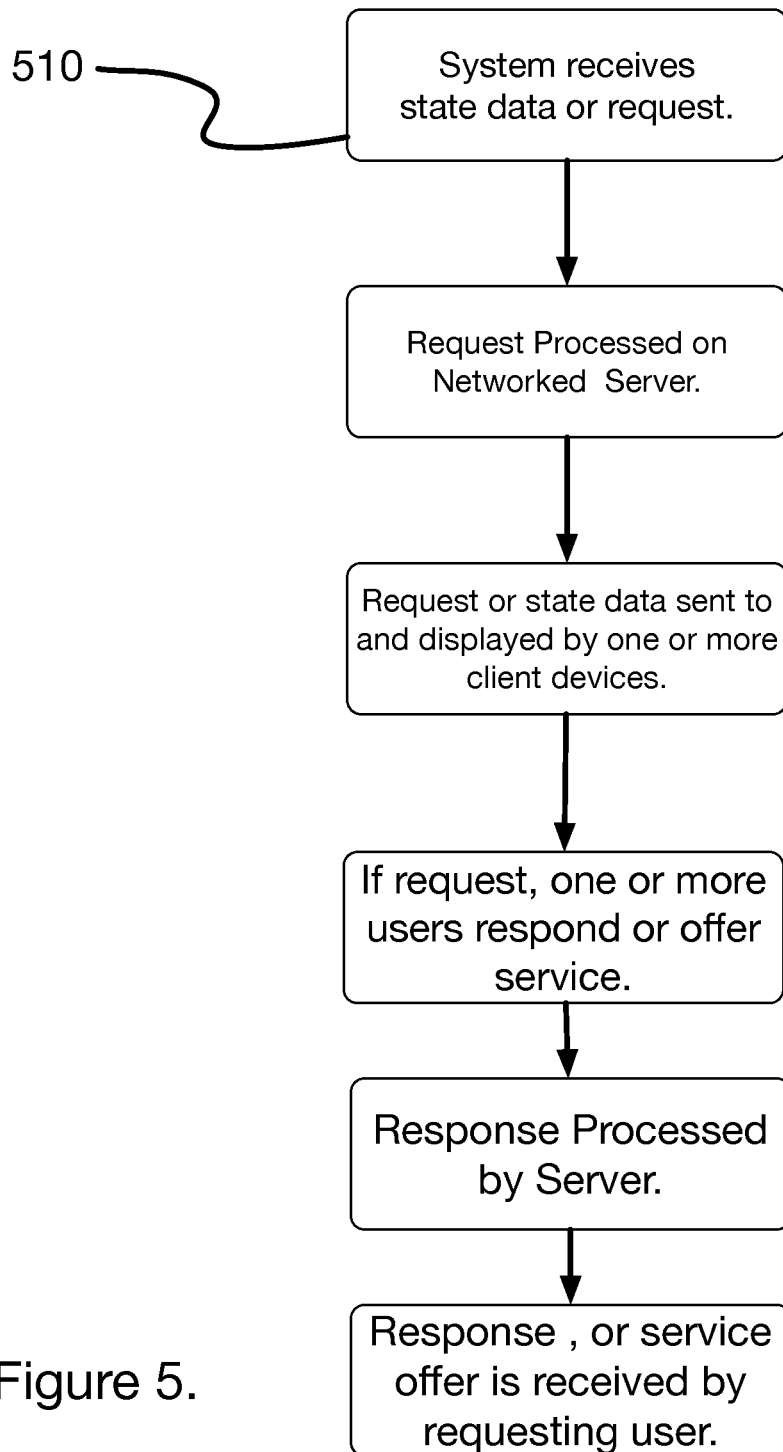 510
System receives
state data or request.
Request Processed on
Networked Server.
Request or state data sent to
and displayed by one or more
client devices.
If request, one or more
users respond or offer
service.
Response Processed
by Server.
Response , or service
offer is received by
requesting user.
Figure 5.